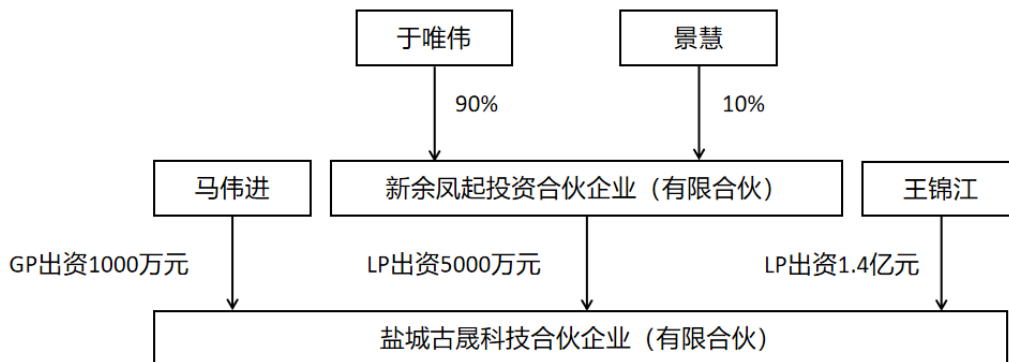 于唯伟
景慧
90%
10%
马伟进
新余凤起投资合伙企业（有限合伙）
王锦江
GP出资1000万元
LP出资5000万元
LP出资1.4亿元
盐城古晟科技合伙企业（有限合伙）